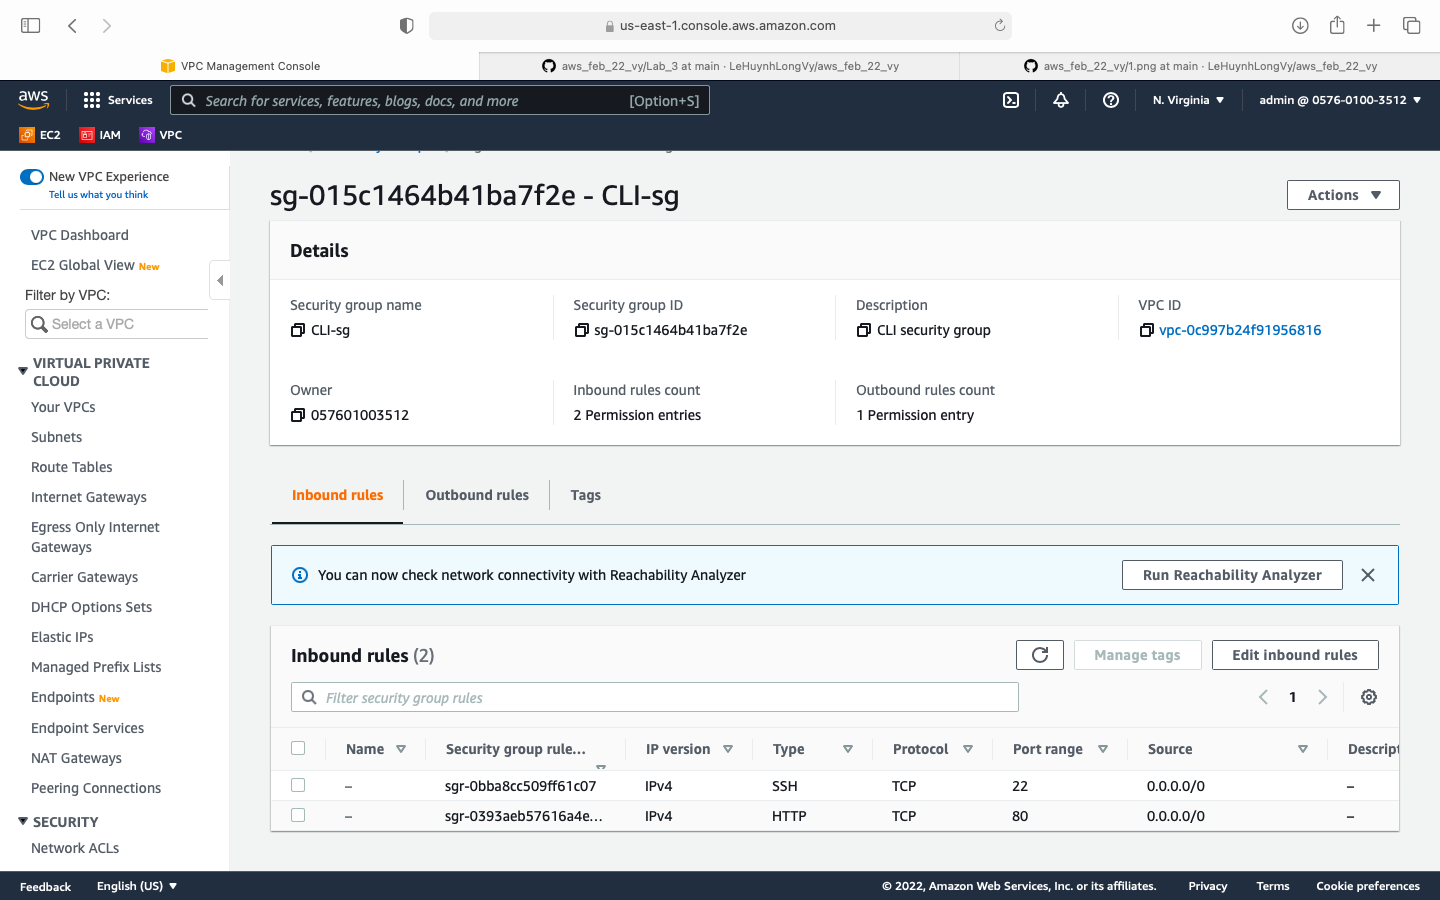 us-east-1.console.aws.amazon.com
VPC Management Console
aws_feb_22_vy/Lab_3 at main · LeHuynhLongVy/aws_feb_22_vy
aws_feb_22_vy/1.png at main · LeHuynhLongVy/aws_feb_22_vy
aws
Services
Search for services, features, blogs, docs, and more
[Option+S]
N. Virginia
admin @ 0576-0100-3512
EC2
IAM
VPC
New VPC Experience
Tell us what you think
VPC Dashboard
EC2 Global View New
Filter by VPC:
Select a VPC
VIRTUAL PRIVATE
CLOUD
Your VPCs
Subnets
Route Tables
Internet Gateways
Egress Only Internet
Gateways
Carrier Gateways
DHCP Options Sets
Elastic IPs
Managed Prefix Lists
Endpoints New
Endpoint Services
NAT Gateways
Peering Connections
SECURITY
Network ACLs
sg-015c1464b41ba7f2e - CLI-sg
Actions
Details
Security group name
CLI-sg
Security group ID
sg-015c1464b41ba7f2e
Description
CLI security group
VPC ID
vpc-0c997b24f91956816
Owner
057601003512
Inbound rules count
2 Permission entries
Outbound rules count
1 Permission entry
Inbound rules
Outbound rules
Tags
You can now check network connectivity with Reachability Analyzer
Run Reachability Analyzer
Inbound rules (2)
Manage tags
Edit inbound rules
Filter security group rules
1
Name Security group rule... IP version Type Protocol Port range Source Descript
– sgr-0bba8cc509ff61c07 IPv4 SSH TCP 22 0.0.0.0/0 –
– sgr-0393aeb57616a4e... IPv4 HTTP TCP 80 0.0.0.0/0 –
Feedback
English (US)
© 2022, Amazon Web Services, Inc. or its affiliates.
Privacy
Terms
Cookie preferences